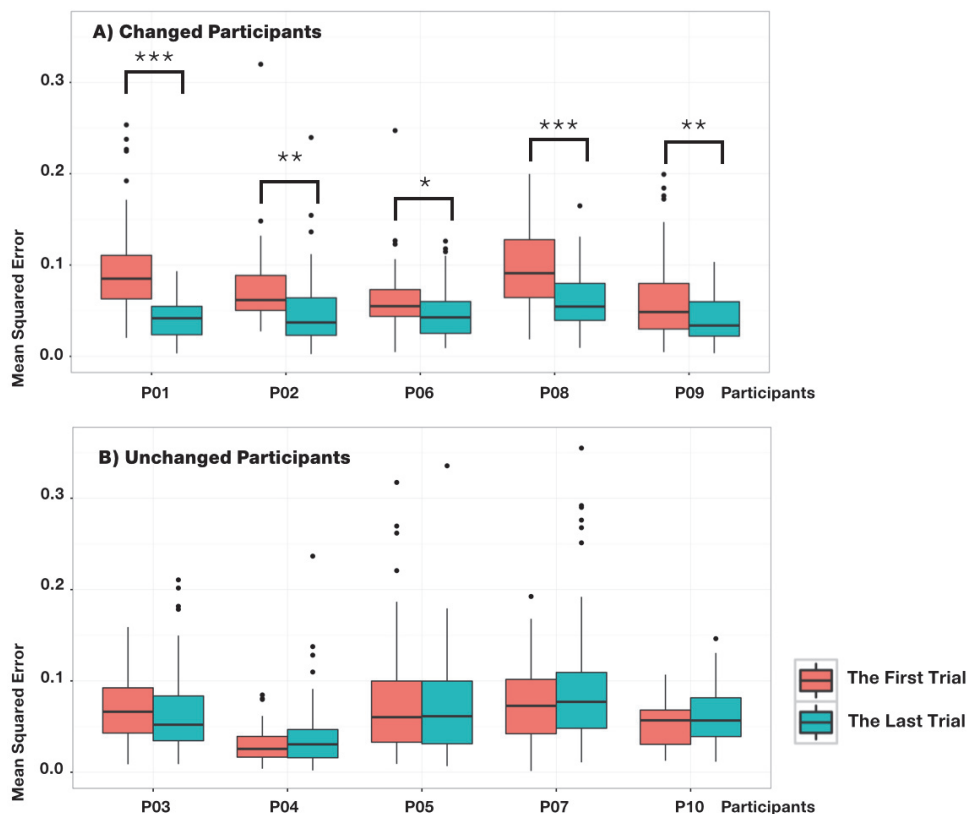 A) Changed Participants
***
**
*
***
**
0.3
0.2
0.1
0.0
Mean Squared Error
P01 P02 P06 P08 P09 Participants
B) Unchanged Participants
0.3
0.2
0.1
0.0
Mean Squared Error
P03 P04 P05 P07 P10 Participants
The First Trial
The Last Trial